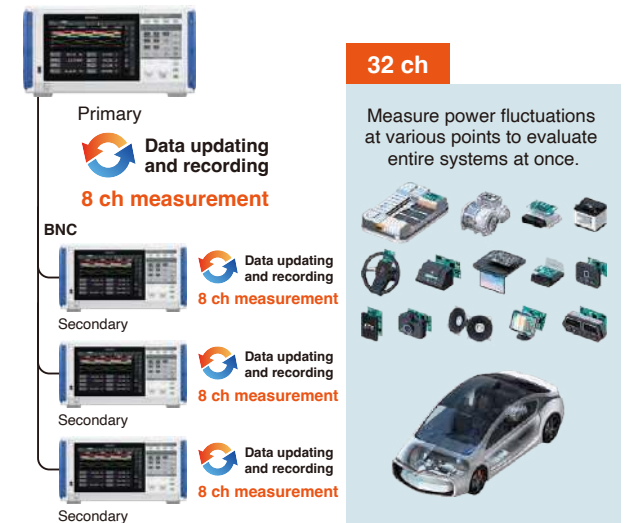 Primary
Data updating
and recording
8 ch measurement
BNC
Data updating
and recording
8 ch measurement
Secondary
Data updating
and recording
8 ch measurement
Secondary
Data updating
and recording
8 ch measurement
Secondary
32 ch
Measure power fluctuations
at various points to evaluate
entire systems at once.